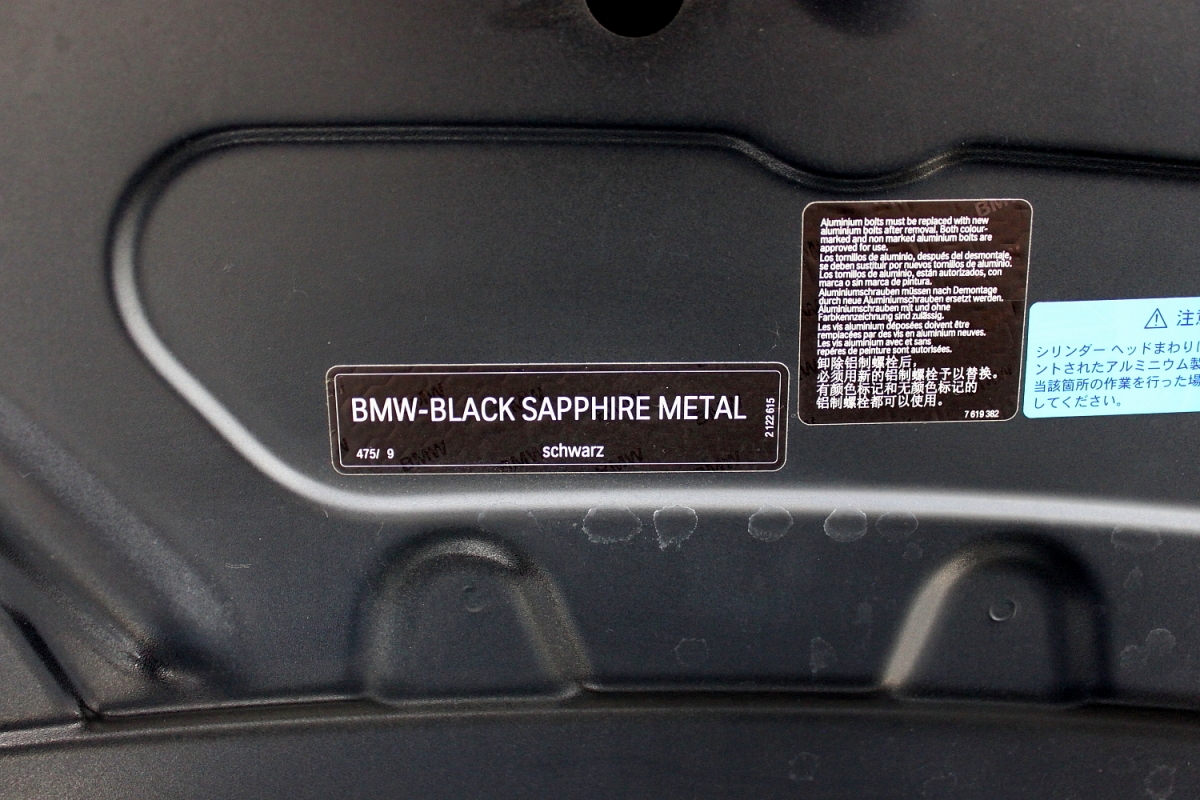 BMW-BLACK SAPPHIRE METAL
475/ 9
schwarz
2 122 615
Aluminium bolts must be replaced with new
aluminium bolts after removal. Both colour-
marked and non marked aluminium bolts are
approved for use.
Los tornillos de aluminio, después del desmontaje,
se deben sustituir por nuevos tornillos de aluminio.
Los tornillos de aluminio, están autorizados, con
marca o sin marca de pintura.
Aluminiumschrauben müssen nach Demontage
durch neue Aluminiumschrauben ersetzt werden.
Aluminiumschrauben mit und ohne
Farbkennzeichnung sind zulässig.
Les vis aluminium déposées doivent être
remplacées par des vis en aluminium neuves.
Les vis aluminium avec et sans
repères de peinture sont autorisées.
卸除铝制螺栓后,
必须用新的铝制螺栓予以替换。
有颜色标记和无颜色标记的
铝制螺栓都可以使用。
7 619 382
注意
シリンダー ヘッドまわりに
ントされたアルミニウム製
当該箇所の作業を行った場
してください。